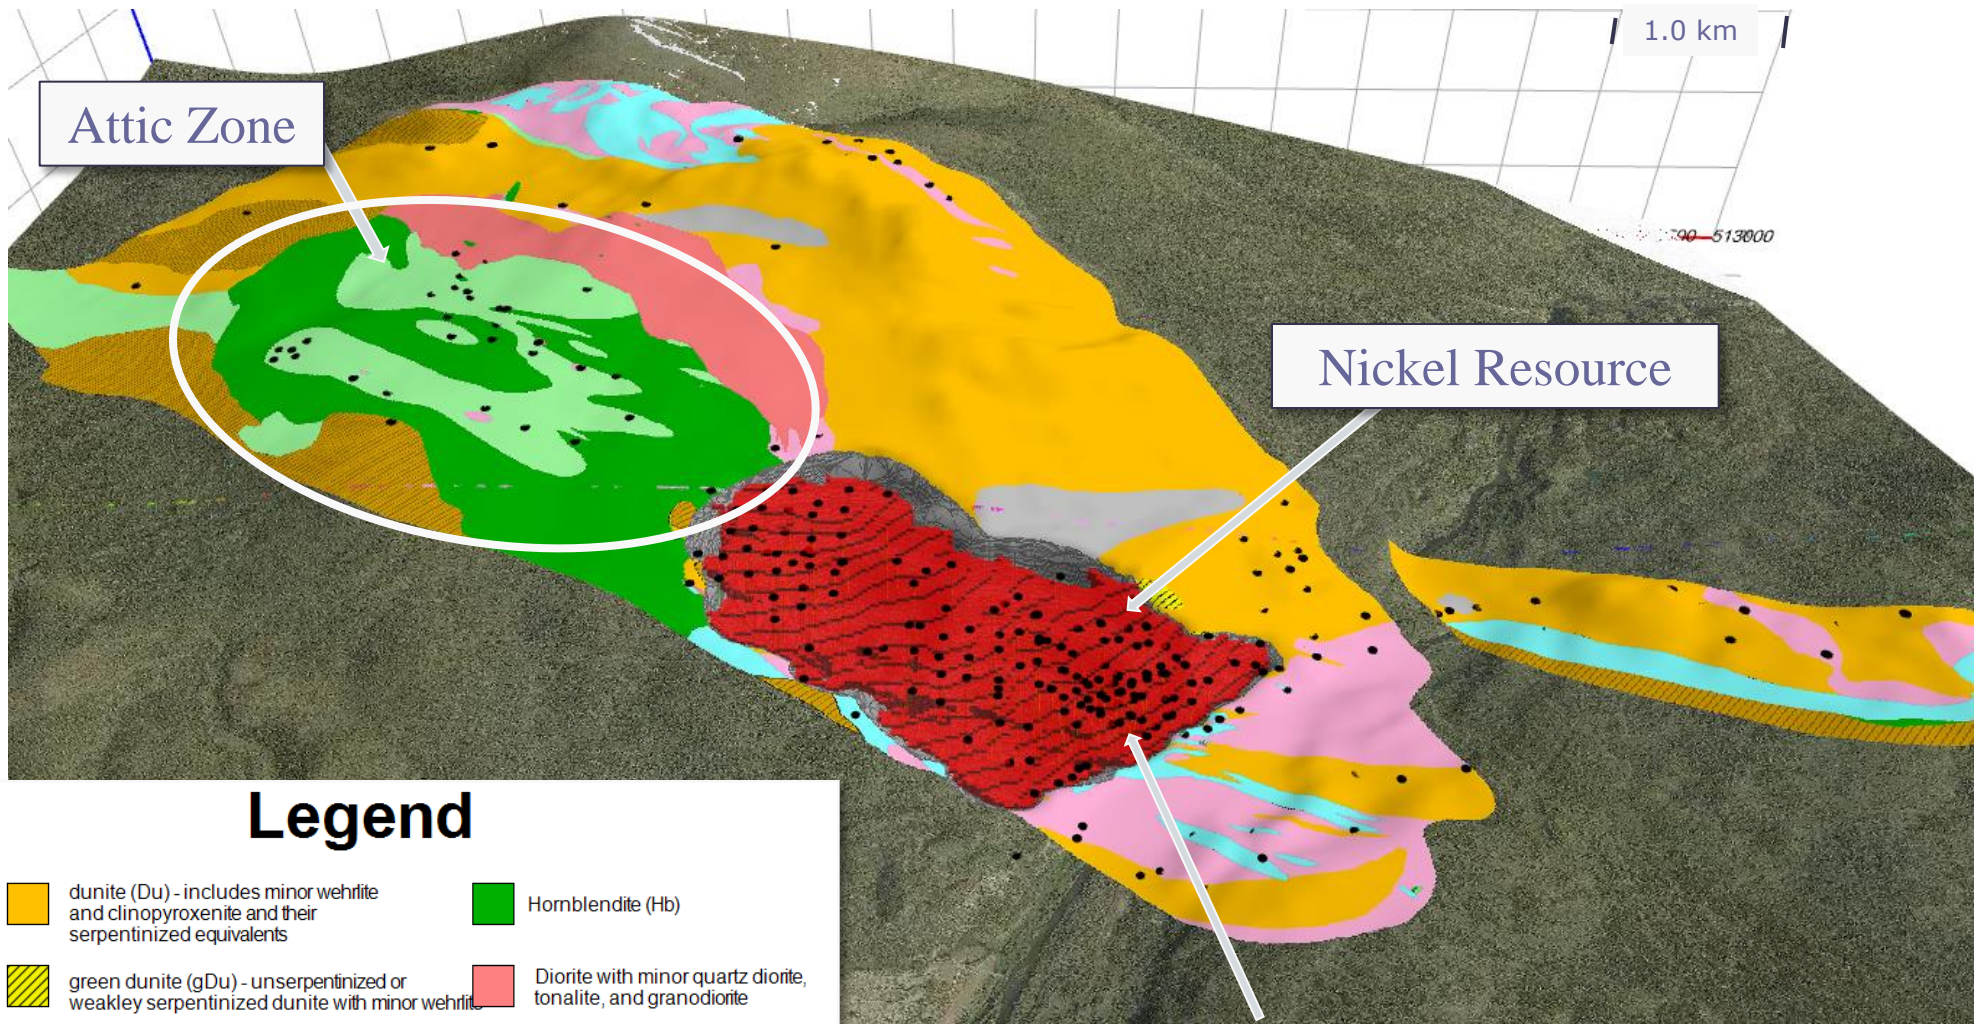 1.0 km
Attic Zone
513000
Nickel Resource
Legend
dunite (Du) - includes minor wehrlite
and clinopyroxenite and their
serpentinized equivalents
Hornblendite (Hb)
green dunite (gDu) - unserpentinized or
weakley serpentinized dunite with minor wehrlite
Diorite with minor quartz diorite,
tonalite, and granodiorite